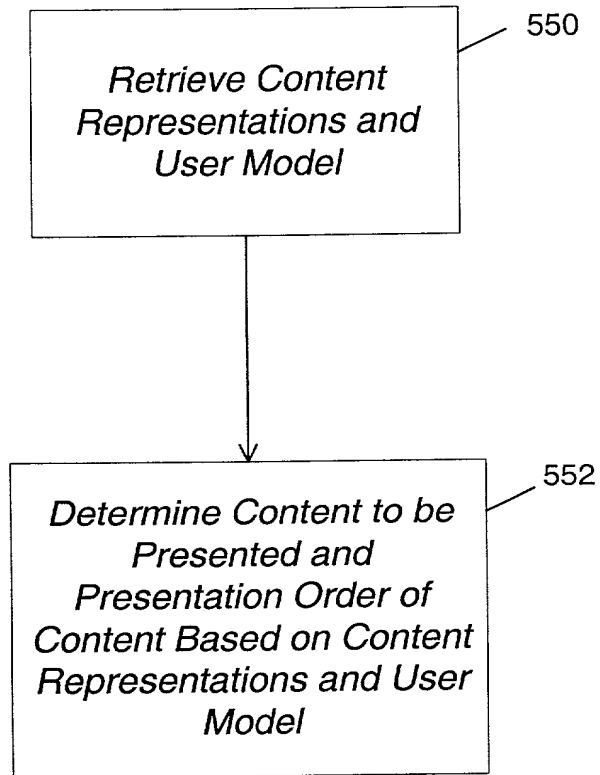 550
Retrieve Content
Representations and
User Model
552
Determine Content to be
Presented and
Presentation Order of
Content Based on Content
Representations and User
Model